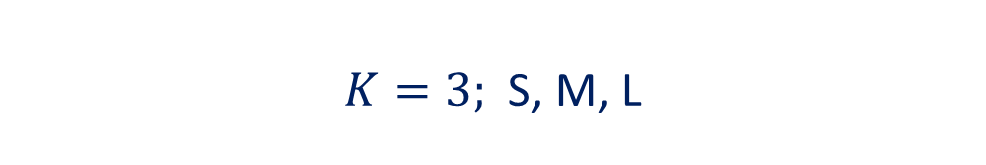 K = 3; S, M, L